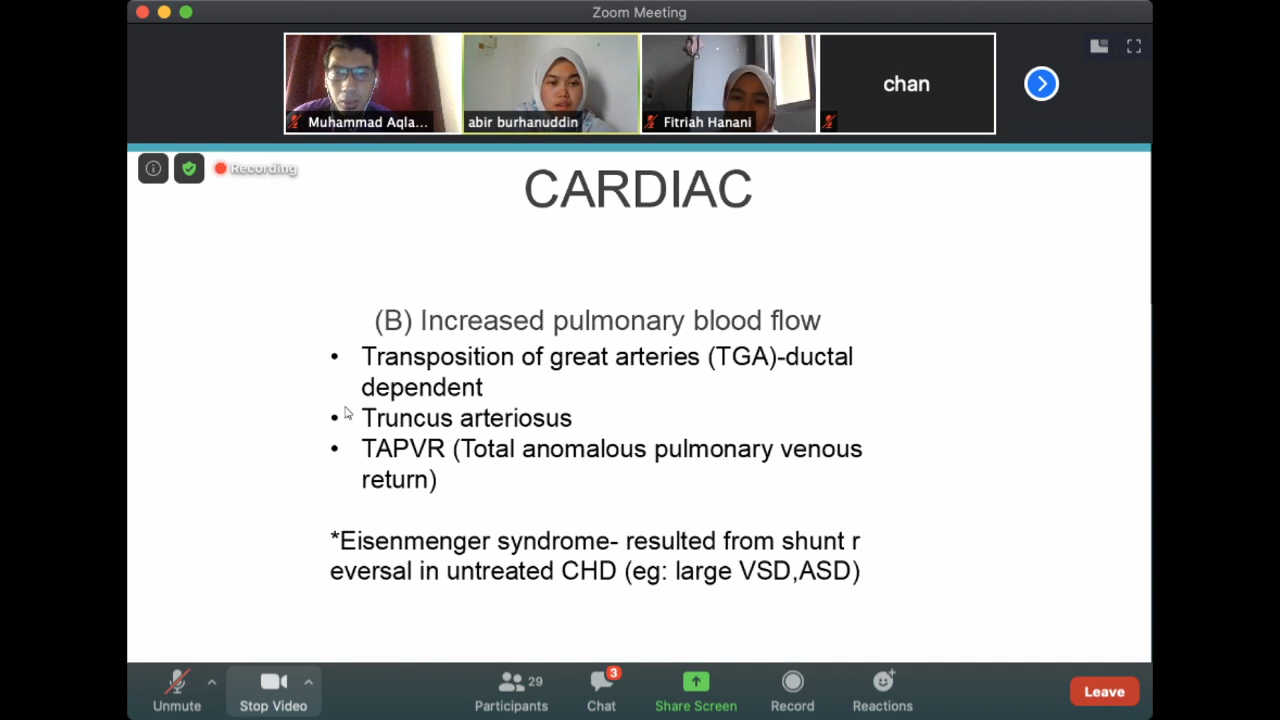 Zoom Meeting
Muhammad Aqla...
abir burhanuddin
Fitriah Hanani
chan
Recording
CARDIAC
(B) Increased pulmonary blood flow
• Transposition of great arteries (TGA)-ductal
dependent
• Truncus arteriosus
• TAPVR (Total anomalous pulmonary venous
return)
*Eisenmenger syndrome- resulted from shunt r
eversal in untreated CHD (eg: large VSD,ASD)
Unmute
Stop Video
29
Participants
3
Chat
Share Screen
Record
Reactions
Leave